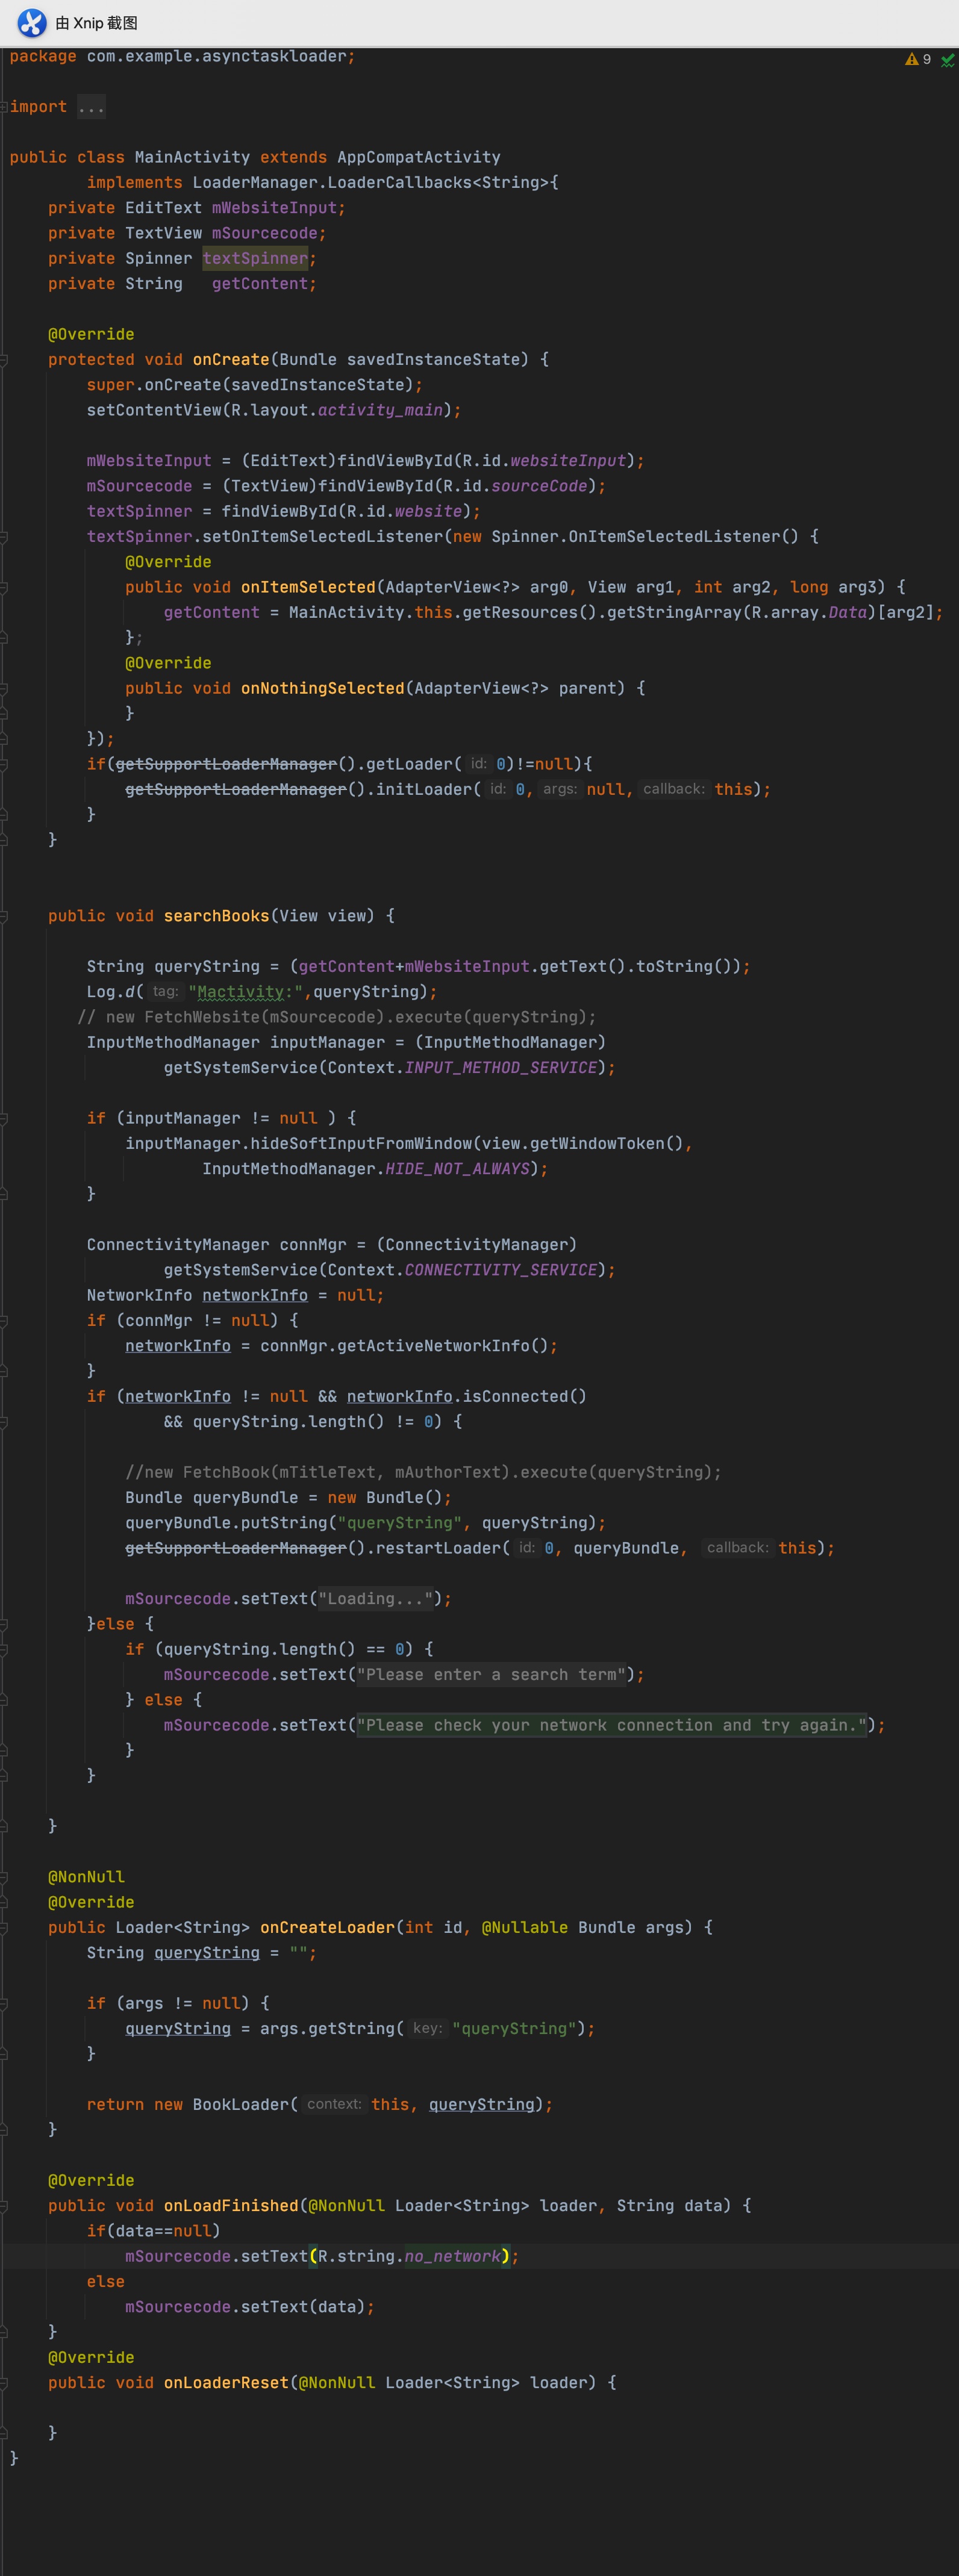 由 Xnip 截图
package com.example.asynctaskloader;
9
import ...
public class MainActivity extends AppCompatActivity
        implements LoaderManager.LoaderCallbacks<String>{
    private EditText mWebsiteInput;
    private TextView mSourcecode;
    private Spinner textSpinner;
    private String   getContent;
    @Override
    protected void onCreate(Bundle savedInstanceState) {
        super.onCreate(savedInstanceState);
        setContentView(R.layout.activity_main);
        mWebsiteInput = (EditText)findViewById(R.id.websiteInput);
        mSourcecode = (TextView)findViewById(R.id.sourceCode);
        textSpinner = findViewById(R.id.website);
        textSpinner.setOnItemSelectedListener(new Spinner.OnItemSelectedListener() {
            @Override
            public void onItemSelected(AdapterView<?> arg0, View arg1, int arg2, long arg3) {
                getContent = MainActivity.this.getResources().getStringArray(R.array.Data)[arg2];
            };
            @Override
            public void onNothingSelected(AdapterView<?> parent) {
            }
        });
        if(getSupportLoaderManager().getLoader( id: 0)!=null){
            getSupportLoaderManager().initLoader( id: 0, args: null, callback: this);
        }
    }
    public void searchBooks(View view) {
        String queryString = (getContent+mWebsiteInput.getText().toString());
        Log.d( tag: "Mactivity:",queryString);
       // new FetchWebsite(mSourcecode).execute(queryString);
        InputMethodManager inputManager = (InputMethodManager)
                getSystemService(Context.INPUT_METHOD_SERVICE);
        if (inputManager != null ) {
            inputManager.hideSoftInputFromWindow(view.getWindowToken(),
                    InputMethodManager.HIDE_NOT_ALWAYS);
        }
        ConnectivityManager connMgr = (ConnectivityManager)
                getSystemService(Context.CONNECTIVITY_SERVICE);
        NetworkInfo networkInfo = null;
        if (connMgr != null) {
            networkInfo = connMgr.getActiveNetworkInfo();
        }
        if (networkInfo != null && networkInfo.isConnected()
                && queryString.length() != 0) {
            //new FetchBook(mTitleText, mAuthorText).execute(queryString);
            Bundle queryBundle = new Bundle();
            queryBundle.putString("queryString", queryString);
            getSupportLoaderManager().restartLoader( id: 0, queryBundle, callback: this);
            mSourcecode.setText("Loading...");
        }else {
            if (queryString.length() == 0) {
                mSourcecode.setText("Please enter a search term");
            } else {
                mSourcecode.setText("Please check your network connection and try again.");
            }
        }
    }
    @NonNull
    @Override
    public Loader<String> onCreateLoader(int id, @Nullable Bundle args) {
        String queryString = "";
        if (args != null) {
            queryString = args.getString( key: "queryString");
        }
        return new BookLoader( context: this, queryString);
    }
    @Override
    public void onLoadFinished(@NonNull Loader<String> loader, String data) {
        if(data==null)
            mSourcecode.setText(R.string.no_network);
        else
            mSourcecode.setText(data);
    }
    @Override
    public void onLoaderReset(@NonNull Loader<String> loader) {
    }
}